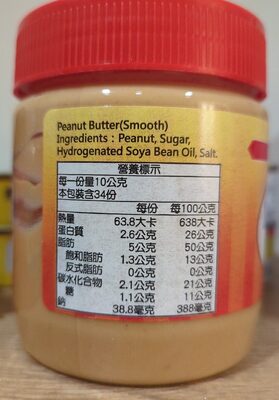 Peanut Butter(Smooth)
Ingredients : Peanut, Sugar,
Hydrogenated Soya Bean Oil, Salt.
營養標示
每一份量10公克
本包裝含34份
每份 每100公克
熱量 63.8大卡 638大卡
蛋白質 2.6公克 26公克
脂肪 5公克 50公克
飽和脂肪 1.3公克 13公克
反式脂肪 0公克 0公克
碳水化合物 2.1公克 21公克
糖 1.1公克 11公克
鈉 38.8毫克 388毫克